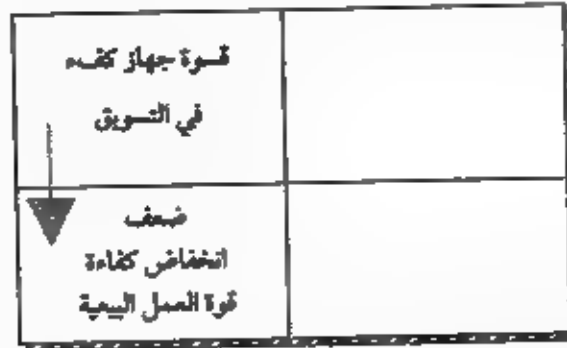 قوة جهاز كفء
في التسويق
ضعف
انخفاض كفاءة
قوة العمل البيعية